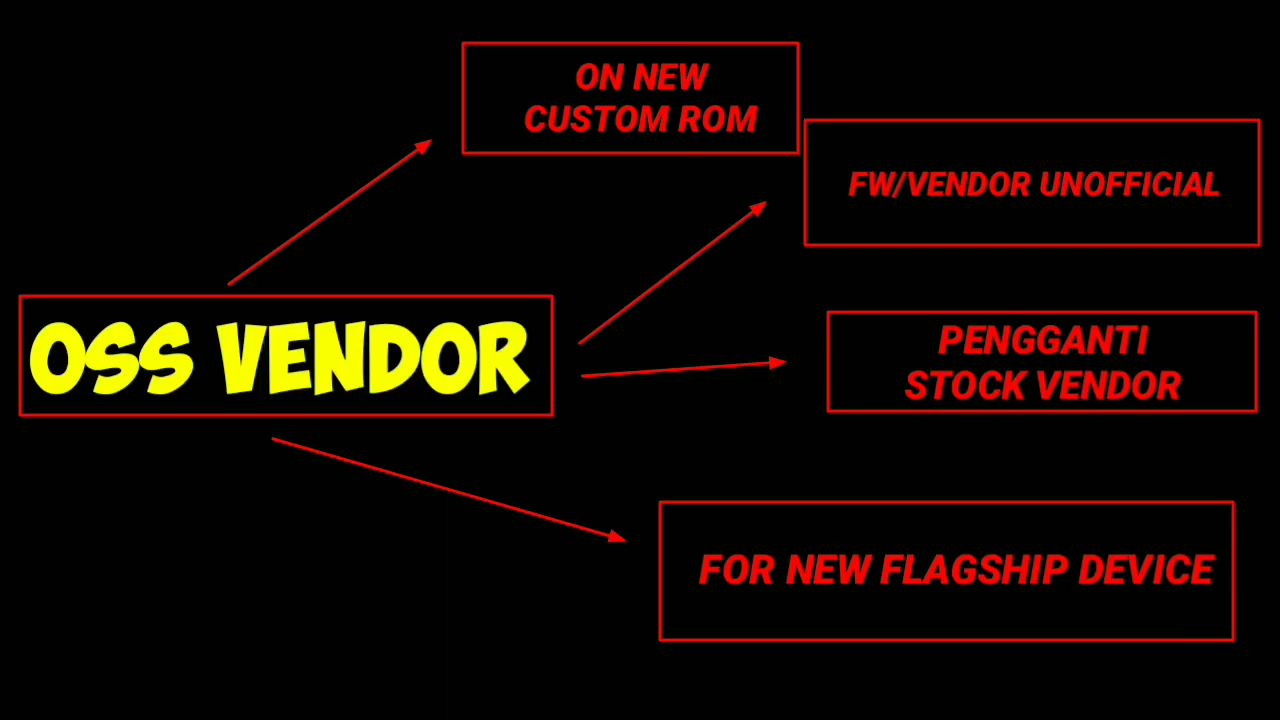 ON NEW
CUSTOM ROM
FW/VENDOR UNOFFICIAL
OSS VENDOR
PENGGANTI
STOCK VENDOR
FOR NEW FLAGSHIP DEVICE